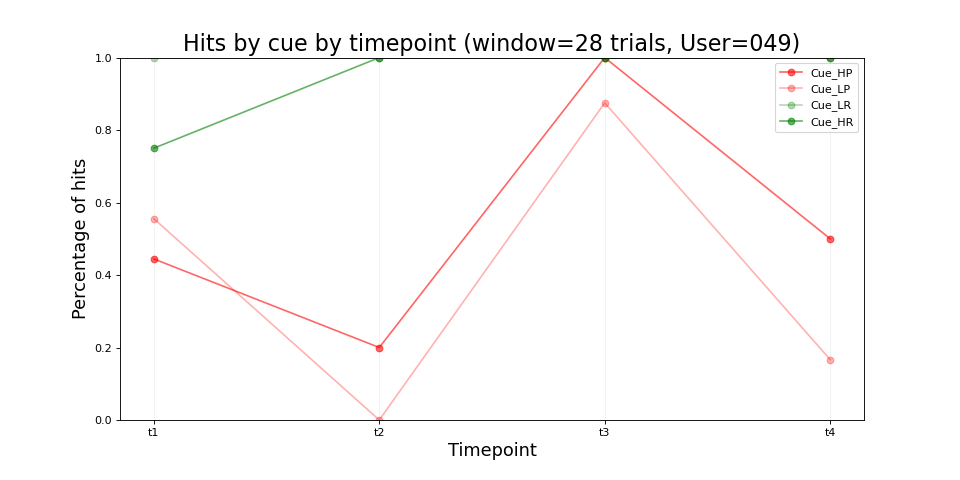 Hits by cue by timepoint (window=28 trials, User=049)
Percentage of hits
1.0
0.8
0.6
0.4
0.2
0.0
Cue_HP
Cue_LP
Cue_LR
Cue_HR
t1 t2 t3 t4
Timepoint